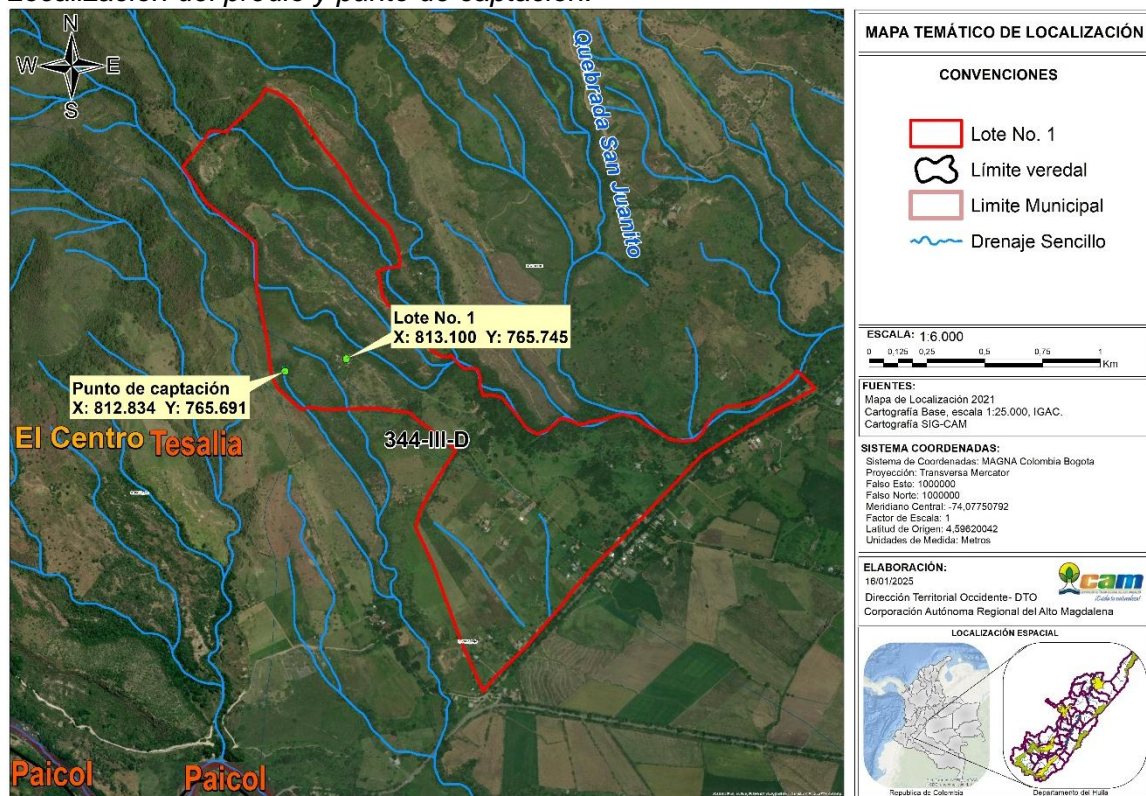 Localización del predio y punto de captación.
N
W
E
S
Quebrada San Juanito
Lote No. 1
X: 813.100 Y: 765.745
Punto de captación
X: 812.834 Y: 765.691
El Centro
Tesalia
344-III-D
Paicol
Paicol
MAPA TEMÁTICO DE LOCALIZACIÓN
CONVENCIONES
Lote No. 1
Límite veredal
Limite Municipal
Drenaje Sencillo
ESCALA: 1:6.000
0 0,125 0,25 0,5 0,75 1
Km
FUENTES:
Mapa de Localización 2021
Cartografía Base, escala 1:25.000, IGAC.
Cartografía SIG-CAM
SISTEMA COORDENADAS:
Sistema de Coordenadas: MAGNA Colombia Bogota
Proyección: Transversa Mercator
Falso Este: 1000000
Falso Norte: 1000000
Meridiano Central: -74,07750792
Factor de Escala: 1
Latitud de Origen: 4,59620042
Unidades de Medida: Metros
ELABORACIÓN:
16/01/2025
Dirección Territorial Occidente- DTO
Corporación Autónoma Regional del Alto Magdalena
cam
LOCALIZACIÓN ESPACIAL
Republica de Colombia
Departamento del Huila